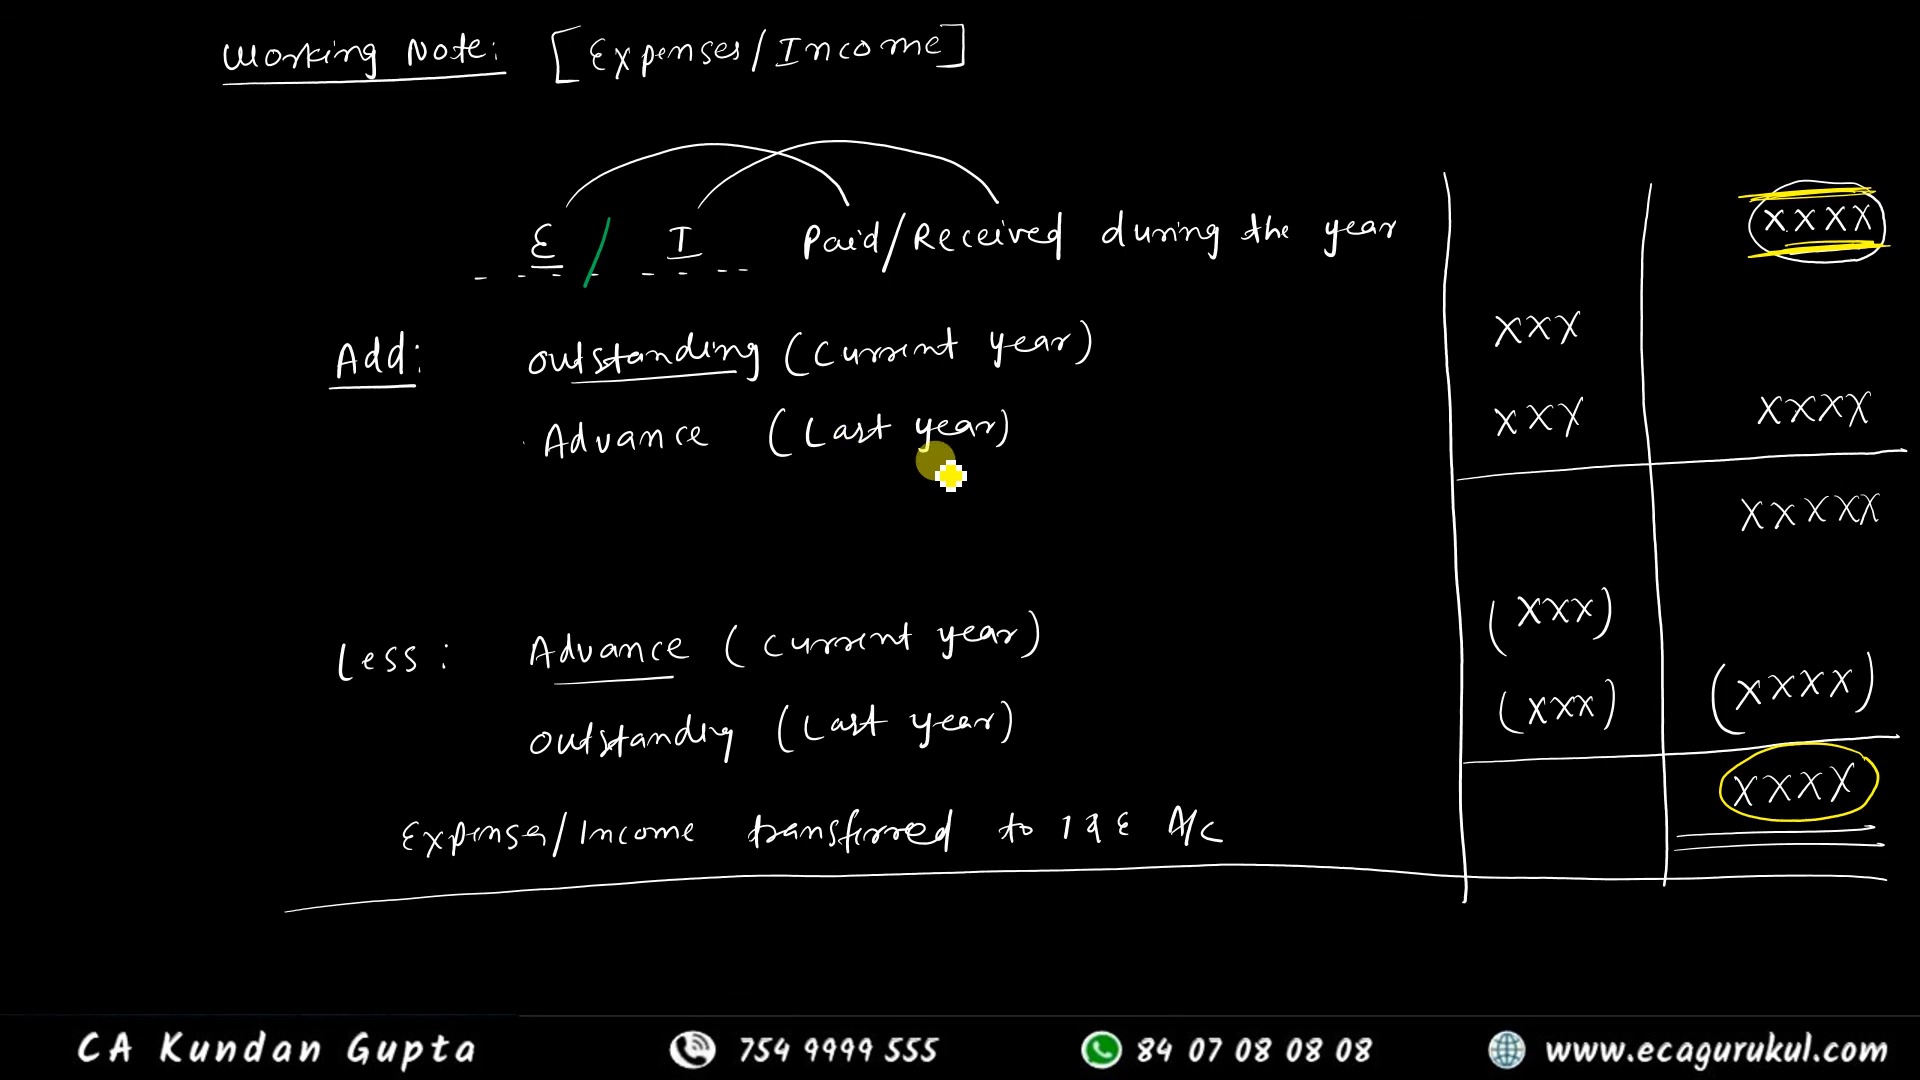 Working Note: [Expenses/Income]
E / I Paid/Received during the year XXXX
Add: outstanding (current year) XXX
Advance (Last year) XXX XXXX
XXXXX
Less: Advance (current year) (XXX)
outstanding (Last year) (XXX) (XXXX)
Expenses/Income transferred to I & E A/c XXXX
CA Kundan Gupta 754 9999 555 84 07 08 08 08 www.ecagurukul.com